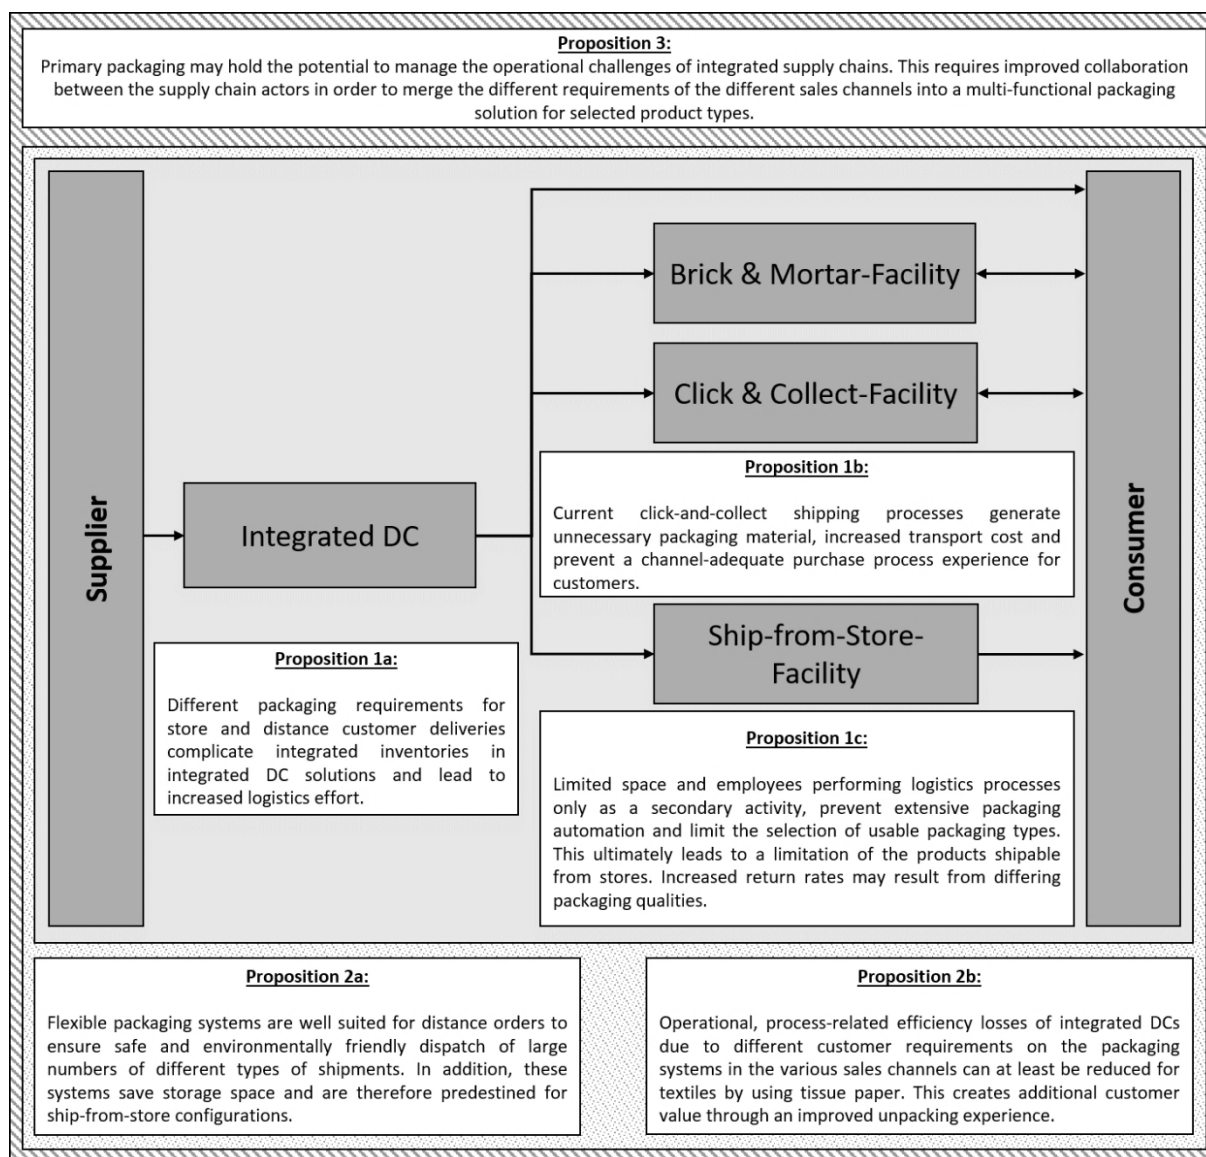 Proposition 3:
Primary packaging may hold the potential to manage the operational challenges of integrated supply chains. This requires improved collaboration
between the supply chain actors in order to merge the different requirements of the different sales channels into a multi-functional packaging
solution for selected product types.
Supplier
Integrated DC
Brick & Mortar-Facility
Click & Collect-Facility
Proposition 1b:
Current click-and-collect shipping processes generate
unnecessary packaging material, increased transport cost and
prevent a channel-adequate purchase process experience for
customers.
Ship-from-Store-
Facility
Consumer
Proposition 1a:
Different packaging requirements for
store and distance customer deliveries
complicate integrated inventories in
integrated DC solutions and lead to
increased logistics effort.
Proposition 1c:
Limited space and employees performing logistics processes
only as a secondary activity, prevent extensive packaging
automation and limit the selection of usable packaging types.
This ultimately leads to a limitation of the products shipable
from stores. Increased return rates may result from differing
packaging qualities.
Proposition 2a:
Flexible packaging systems are well suited for distance orders to
ensure safe and environmentally friendly dispatch of large
numbers of different types of shipments. In addition, these
systems save storage space and are therefore predestined for
ship-from-store configurations.
Proposition 2b:
Operational, process-related efficiency losses of integrated DCs
due to different customer requirements on the packaging
systems in the various sales channels can at least be reduced for
textiles by using tissue paper. This creates additional customer
value through an improved unpacking experience.